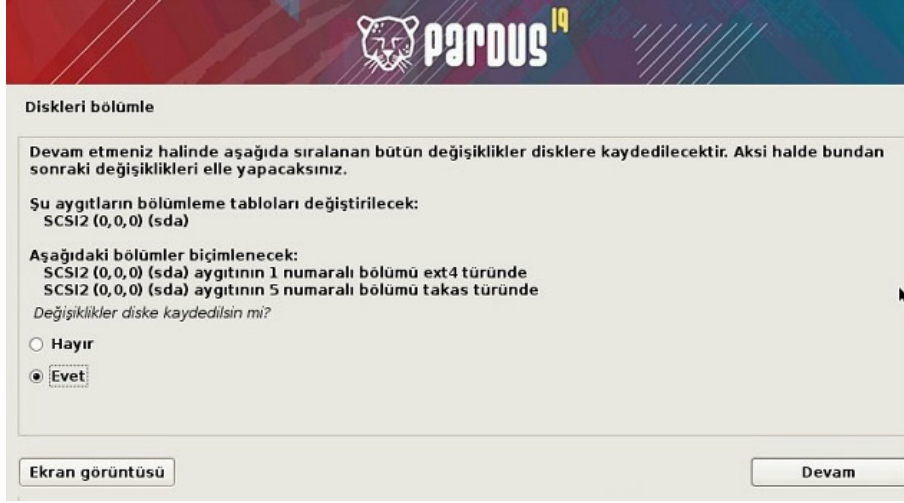 pardus 19
Diskleri bölümle
Devam etmeniz halinde aşağıda sıralanan bütün değişiklikler disklere kaydedilecektir. Aksi halde bundan
sonraki değişiklikleri elle yapacaksınız.
Şu aygıtların bölümleme tabloları değiştirilecek:
SCSI2 (0,0,0) (sda)
Aşağıdaki bölümler biçimlenecek:
SCSI2 (0,0,0) (sda) aygıtının 1 numaralı bölümü ext4 türünde
SCSI2 (0,0,0) (sda) aygıtının 5 numaralı bölümü takas türünde
Değişiklikler diske kaydedilsin mi?
Hayır
Evet
Ekran görüntüsü
Devam